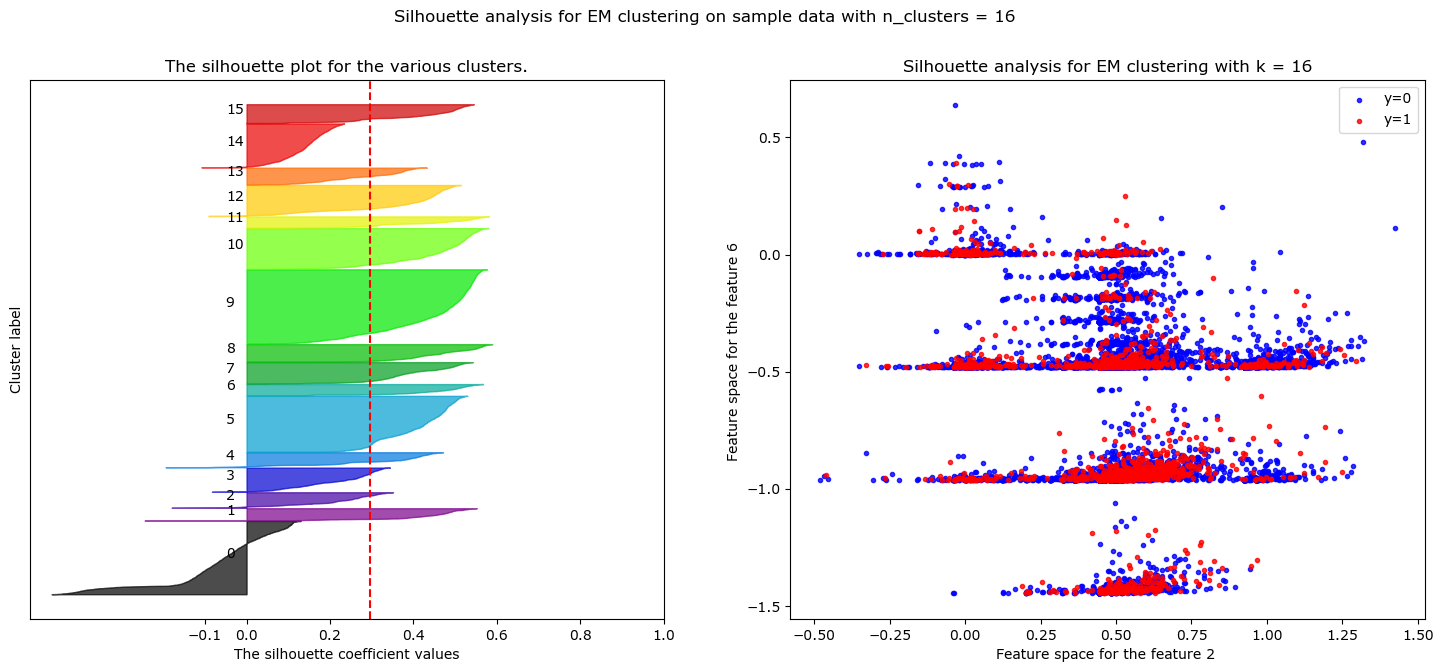 Silhouette analysis for EM clustering on sample data with n_clusters = 16
The silhouette plot for the various clusters.
Cluster label
15
14
13
12
11
10
9
8
7
6
5
4
3
2
1
0
−0.1 0.0 0.2 0.4 0.6 0.8 1.0
The silhouette coefficient values
Silhouette analysis for EM clustering with k = 16
y=0
y=1
Feature space for the feature 6
0.5
0.0
−0.5
−1.0
−1.5
−0.50 −0.25 0.00 0.25 0.50 0.75 1.00 1.25 1.50
Feature space for the feature 2